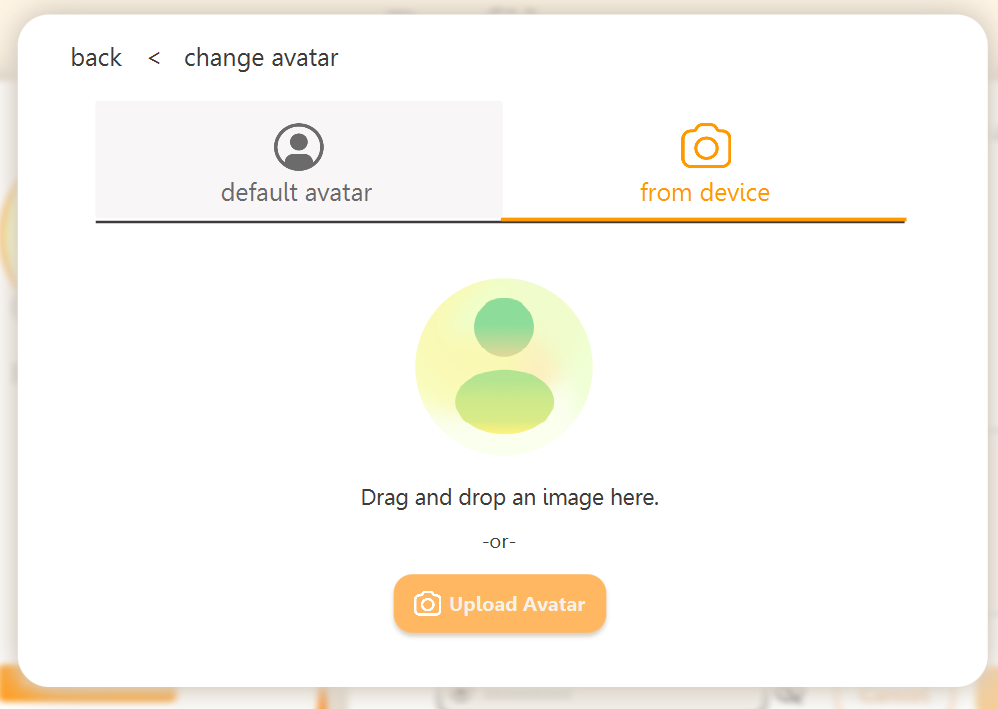 back < change avatar
default avatar
from device
Drag and drop an image here.
-or-
Upload Avatar